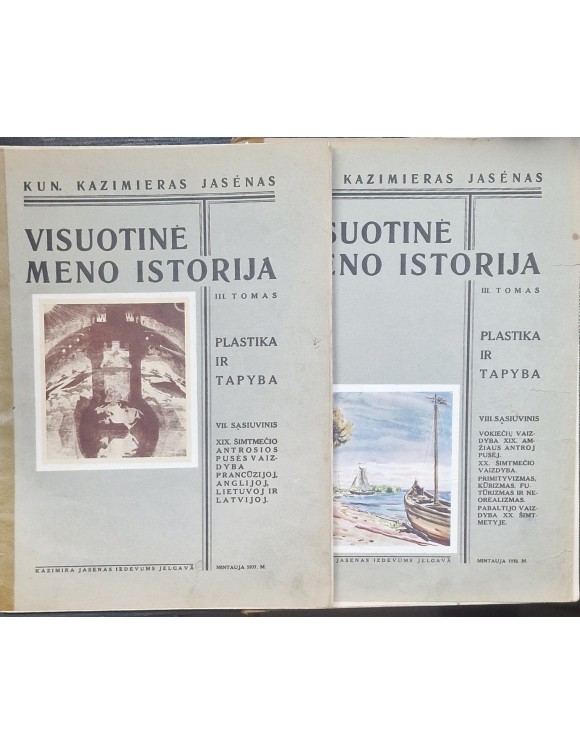 KUN. KAZIMIERAS JASĖNAS
VISUOTINĖ
MENO ISTORIJA
III. TOMAS
PLASTIKA
IR
TAPYBA
VII. SĄSIUVINIS
XIX. ŠIMTMEČIO
ANTROSIOS
PUSĖS VAIZ-
DYBA
PRANCŪZIJOJ,
ANGLIJOJ,
LIETUVOJ IR
LATVIJOJ.
KAZIMIRA JASENAS IZDEVUMS JELGAVĀ
MINTAUJA 1937. M.
KAZIMIERAS JASĖNAS
SUOTINĖ
ENO ISTORIJA
III. TOMAS
PLASTIKA
IR
TAPYBA
VIII. SĄSIUVINIS
VOKIEČIŲ VAIZ-
DYBA XIX. AM-
ŽIAUS ANTROJ
PUSĖJ.
XX. ŠIMTMEČIO
VAIZDYBA.
PRIMITYVIZMAS,
KŪBIZMAS, FU-
TŪRIZMAS IR NE-
OREALIZMAS.
PABALTIJO VAIZ-
DYBA XX. ŠIMT-
METYJE.
JASENAS IZDEVUMS JELGAVĀ
MINTAUJA